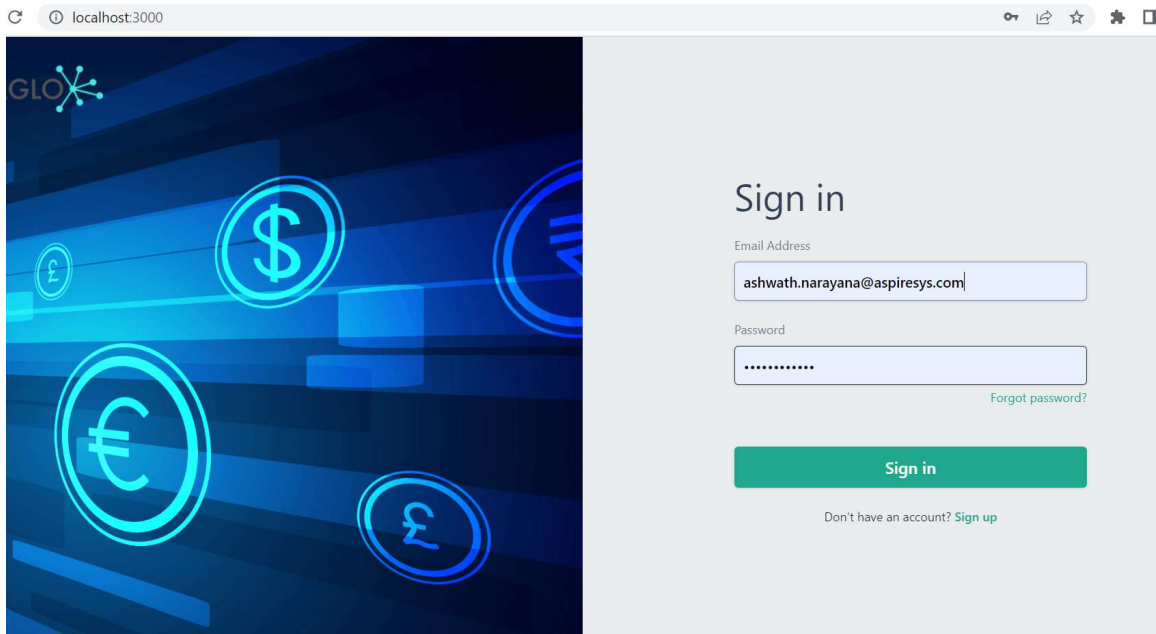 localhost:3000
GLO
£
$
₹
€
£
Sign in
Email Address
ashwath.narayana@aspiresys.com
Password
••••••••••••
Forgot password?
Sign in
Don't have an account? Sign up